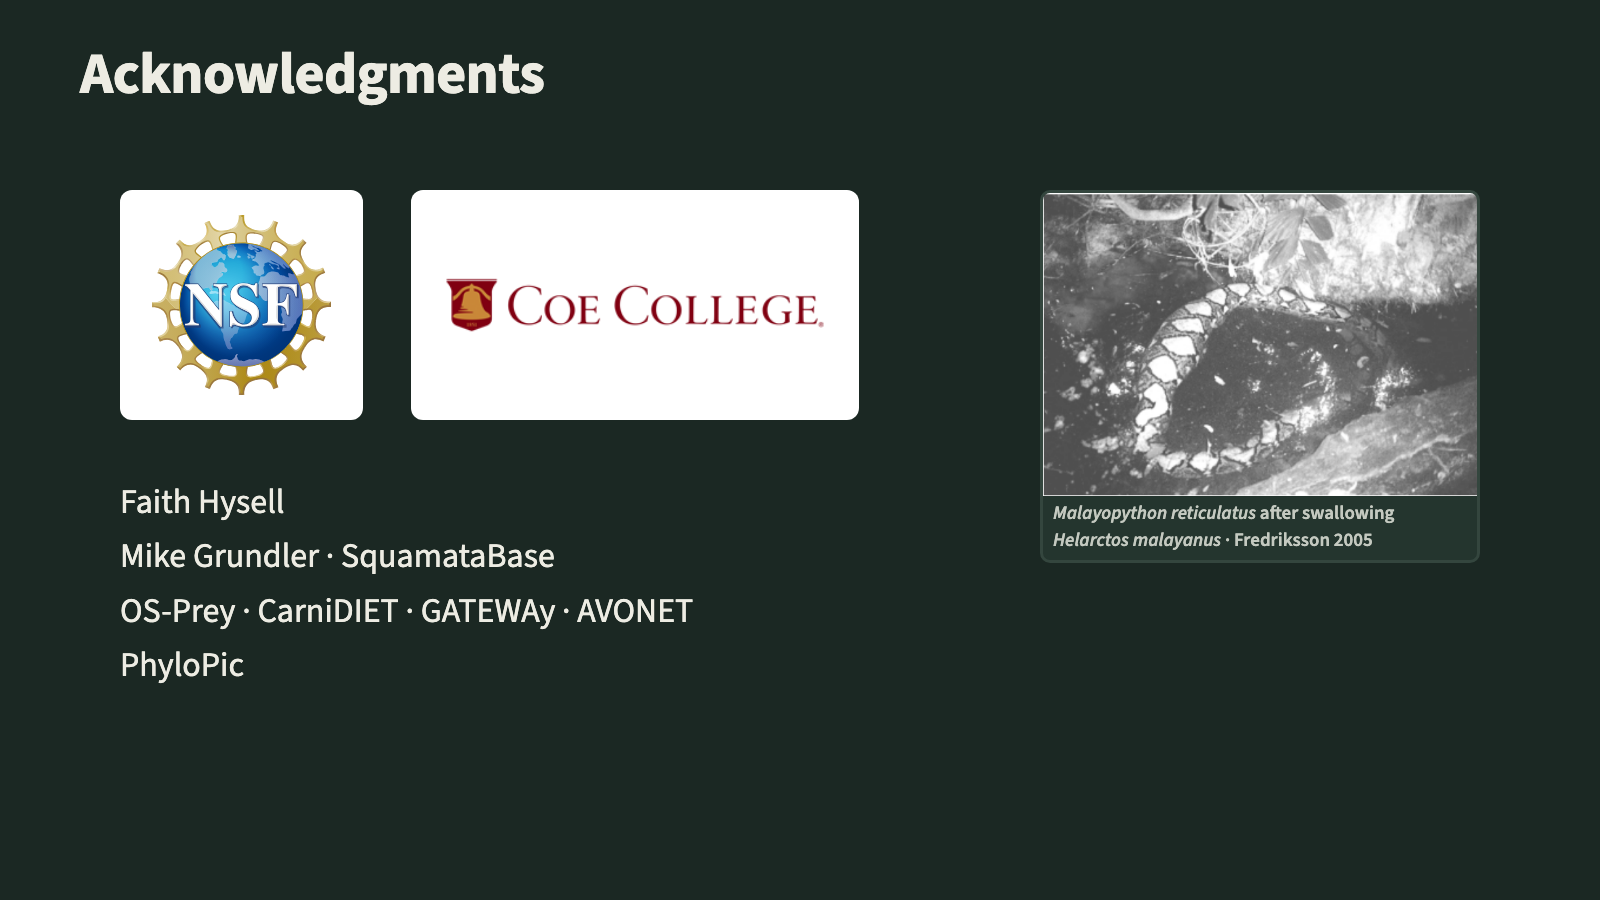 Acknowledgments
NSF
COE COLLEGE®
Faith Hysell
Mike Grundler · SquamataBase
OS-Prey · CarniDIET · GATEWAy · AVONET
PhyloPic
Malayopython reticulatus after swallowing
Helarctos malayanus · Fredriksson 2005